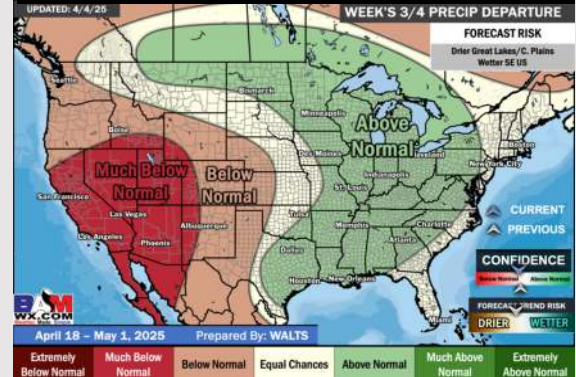 UPDATED: 4/4/25
WEEK'S 3/4 PRECIP DEPARTURE
FORECAST RISK
Drier Great Lakes/C. Plains
Wetter SE US
Seattle
Bismarck
Minneapolis
Above
Normal
Boise
Boston
Cleveland
New York City
Des Moines
Much Below
Normal
Below
Normal
Indianapolis
San Francisco
St. Louis
Las Vegas
Tulsa
CURRENT
PREVIOUS
Los Angeles
Albuquerque
Memphis
Charlotte
Phoenix
Atlanta
Dallas
CONFIDENCE
Below Normal
Above Normal
Houston
New Orleans
BAM
WX.COM
Miami
FORECAST TREND RISK
DRIER
WETTER
April 18 – May 1, 2025
Prepared By: WALTS
Extremely
Below Normal
Much Below
Normal
Below Normal
Equal Chances
Above Normal
Much Above
Normal
Extremely
Above Normal